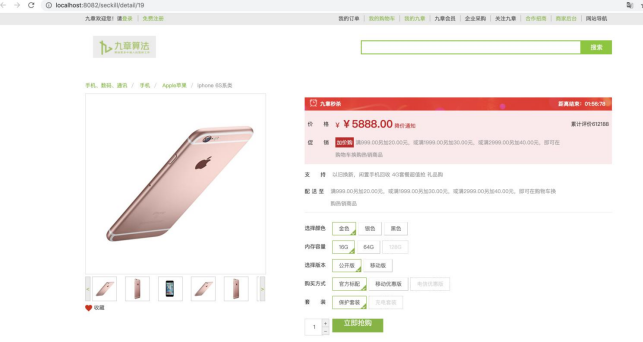 localhost:8082/seckill/detail/19
九章欢迎您！请登录 免费注册
我的订单 我的购物车 我的九章 九章会员 企业采购 关注九章 合作招商 商家后台 网站导航
九章算法
搜索
手机、数码、通讯 / 手机 / Apple苹果 / iphone 6S系类
九章秒杀 距离结束：01:56:78
价 格 ¥ ¥ 5888.00 降价通知 累计评价612188
促 销 加价购 满999.00另加20.00元，或满1999.00另加30.00元，或满2999.00另加40.00元，即可在
购物车换购热销商品
支 持 以旧换新，闲置手机回收 4G套餐超值抢 礼品购
配 送 至 满999.00另加20.00元，或满1999.00另加30.00元，或满2999.00另加40.00元，即可在购物车换
购热销商品
选择颜色 金色 银色 黑色
内存容量 16G 64G 128G
选择版本 公开版 移动版
购买方式 官方标配 移动优惠版 电信优惠版
套 装 保护套装 充电套装
收藏
1 + - 立即抢购